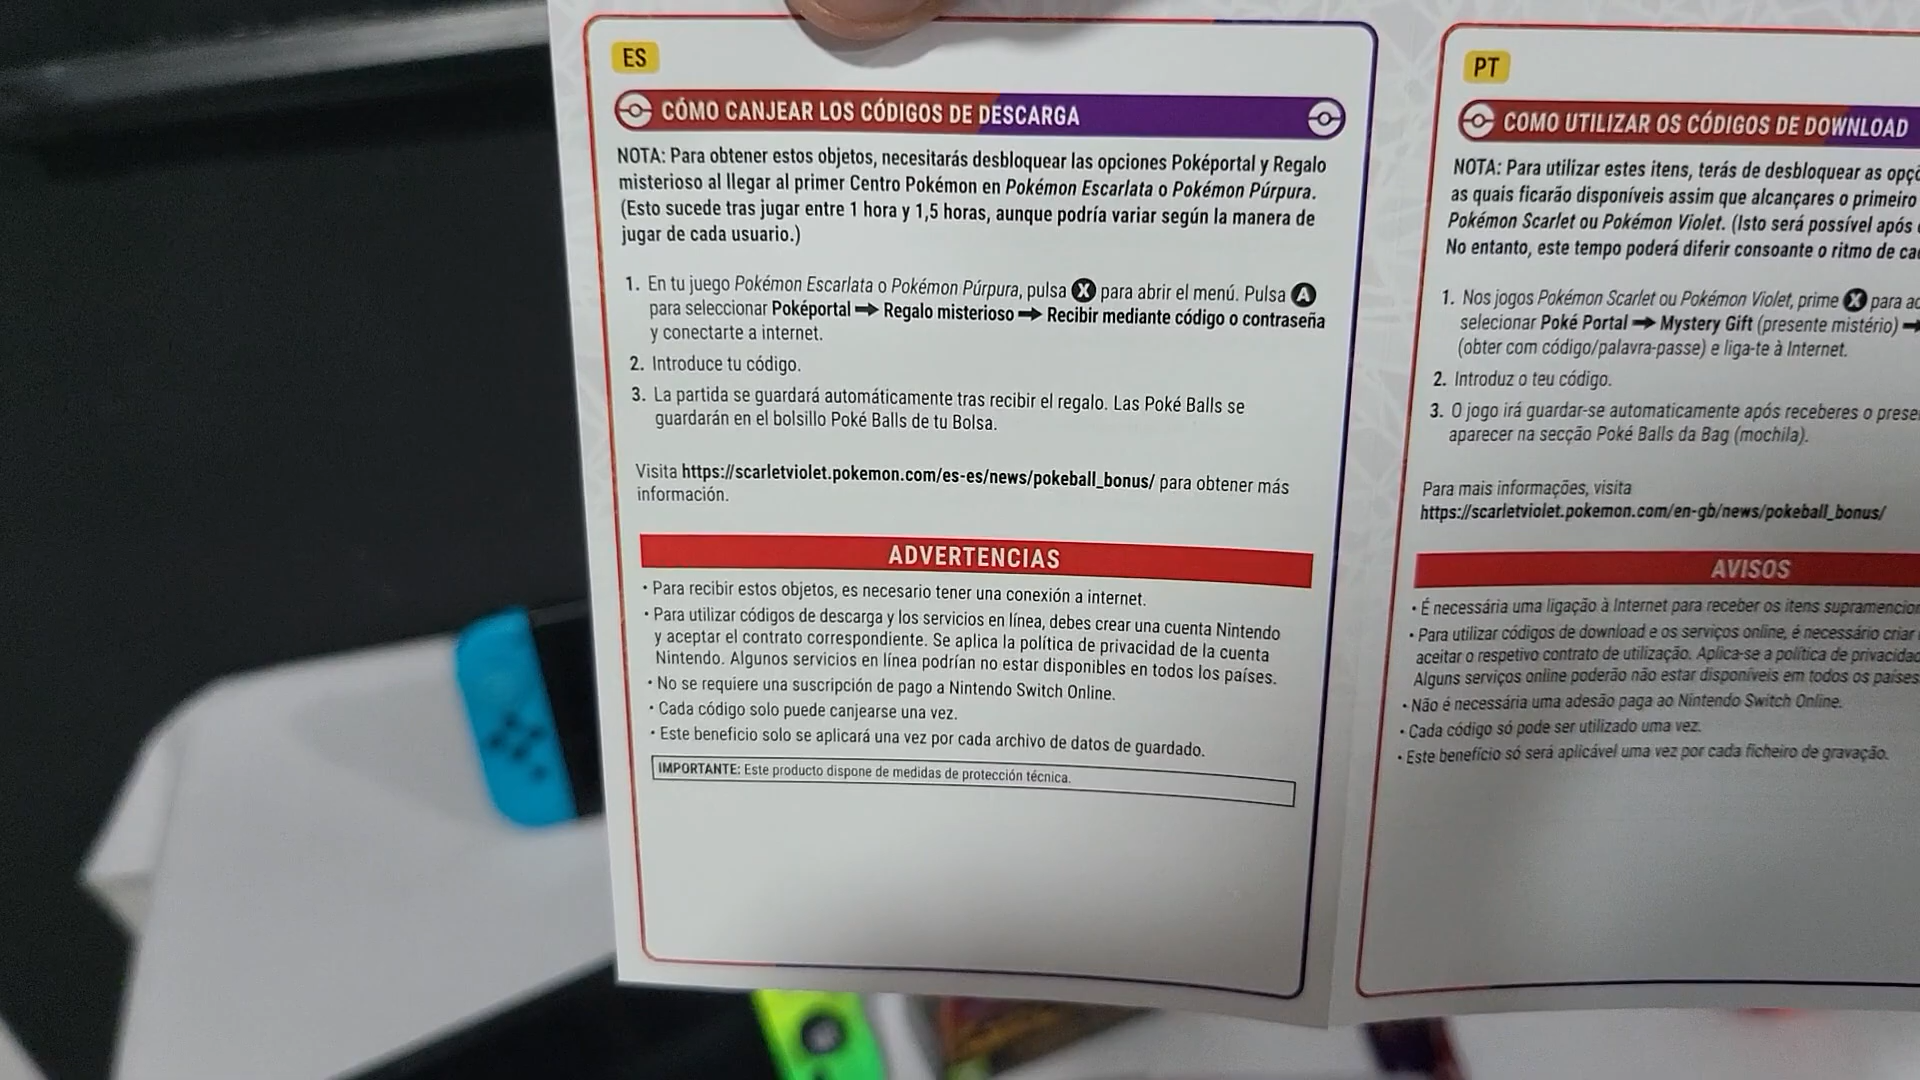 ES
CÓMO CANJEAR LOS CÓDIGOS DE DESCARGA
NOTA: Para obtener estos objetos, necesitarás desbloquear las opciones Poképortal y Regalo
misterioso al llegar al primer Centro Pokémon en Pokémon Escarlata o Pokémon Púrpura.
(Esto sucede tras jugar entre 1 hora y 1,5 horas, aunque podría variar según la manera de
jugar de cada usuario.)
1. En tu juego Pokémon Escarlata o Pokémon Púrpura, pulsa X para abrir el menú. Pulsa A
para seleccionar Poképortal ➡ Regalo misterioso ➡ Recibir mediante código o contraseña
y conectarte a internet.
2. Introduce tu código.
3. La partida se guardará automáticamente tras recibir el regalo. Las Poké Balls se
guardarán en el bolsillo Poké Balls de tu Bolsa.
Visita https://scarletviolet.pokemon.com/es-es/news/pokeball_bonus/ para obtener más
información.
ADVERTENCIAS
• Para recibir estos objetos, es necesario tener una conexión a internet.
• Para utilizar códigos de descarga y los servicios en línea, debes crear una cuenta Nintendo
y aceptar el contrato correspondiente. Se aplica la política de privacidad de la cuenta
Nintendo. Algunos servicios en línea podrían no estar disponibles en todos los países.
• No se requiere una suscripción de pago a Nintendo Switch Online.
• Cada código solo puede canjearse una vez.
• Este beneficio solo se aplicará una vez por cada archivo de datos de guardado.
IMPORTANTE: Este producto dispone de medidas de protección técnica.
PT
COMO UTILIZAR OS CÓDIGOS DE DOWNLOAD
NOTA: Para utilizar estes itens, terás de desbloquear as
as quais ficarão disponíveis assim que alcançares o primeiro
Pokémon Scarlet ou Pokémon Violet. (Isto será possível após
No entanto, este tempo poderá diferir consoante o ritmo de
1. Nos jogos Pokémon Scarlet ou Pokémon Violet, prime X para
selecionar Poké Portal ➡ Mystery Gift (presente mistério) ➡
(obter com código/palavra-passe) e liga-te à Internet.
2. Introduz o teu código.
3. O jogo irá guardar-se automaticamente após receberes o
aparecer na secção Poké Balls da Bag (mochila).
Para mais informações, visita
https://scarletviolet.pokemon.com/en-gb/news/pokeball_bonus/
AVISOS
• É necessária uma ligação à Internet para receber os itens
• Para utilizar códigos de download e os serviços online, é necessário criar
aceitar o respetivo contrato de utilização. Aplica-se a política de
Alguns serviços online poderão não estar disponíveis em todos os países
• Não é necessária uma adesão paga ao Nintendo Switch Online.
• Cada código só pode ser utilizado uma vez.
• Este benefício só será aplicável uma vez por cada ficheiro de gravação.